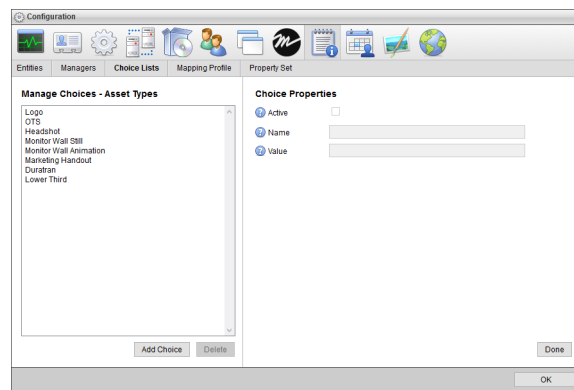 Configuration
Entities Managers Choice Lists Mapping Profile Property Set
Manage Choices - Asset Types
Logo
OTS
Headshot
Monitor Wall Still
Monitor Wall Animation
Marketing Handout
Duratran
Lower Third
Add Choice Delete
Choice Properties
Active
Name
Value
Done
OK